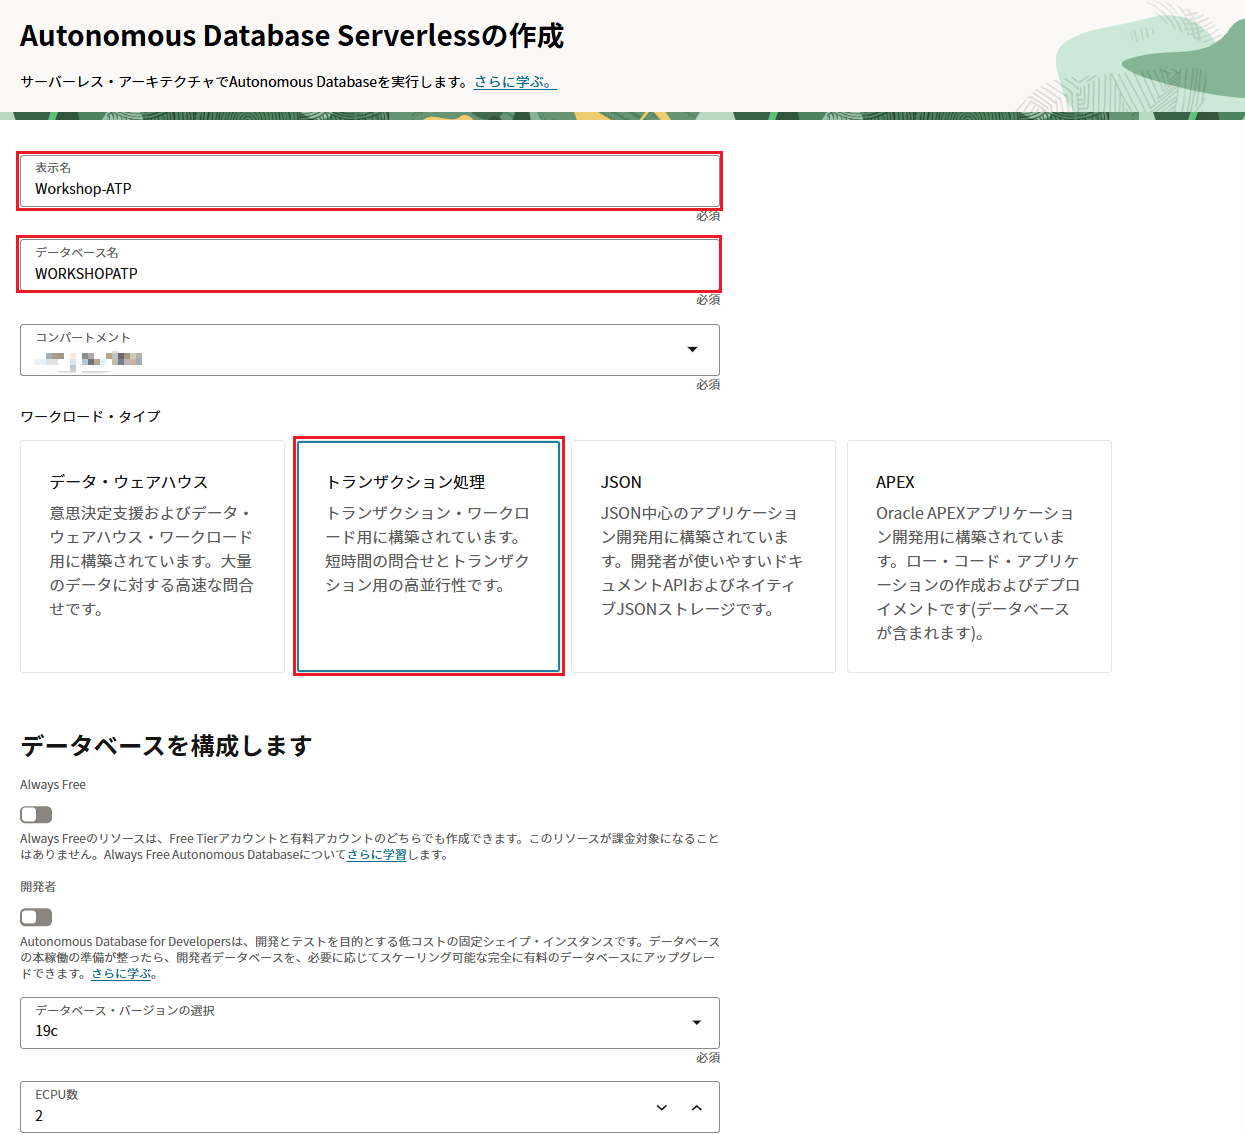 Autonomous Database Serverlessの作成
サーバーレス・アーキテクチャでAutonomous Databaseを実行します。さらに学ぶ。
表示名
Workshop-ATP
必須
データベース名
WORKSHOPATP
必須
コンパートメント
必須
ワークロード・タイプ
データ・ウェアハウス
意思決定支援およびデータ・
ウェアハウス・ワークロード
用に構築されています。大量
のデータに対する高速な問合
せです。
トランザクション処理
トランザクション・ワークロ
ード用に構築されています。
短時間の問合せとトランザク
ション用の高並行性です。
JSON
JSON中心のアプリケーショ
ン開発用に構築されていま
す。開発者が使いやすいドキ
ュメントAPIおよびネイティ
ブJSONストレージです。
APEX
Oracle APEXアプリケーショ
ン開発用に構築されていま
す。ロー・コード・アプリケ
ーションの作成およびデプロ
イメントです(データベース
が含まれます)。
データベースを構成します
Always Free
Always Freeのリソースは、Free Tierアカウントと有料アカウントのどちらでも作成できます。このリソースが課金対象になること
はありません。Always Free Autonomous Databaseについてさらに学習します。
開発者
Autonomous Database for Developersは、開発とテストを目的とする低コストの固定シェイプ・インスタンスです。データベース
の本稼働の準備が整ったら、開発者データベースを、必要に応じてスケーリング可能な完全に有料のデータベースにアップグレー
ドできます。さらに学ぶ。
データベース・バージョンの選択
19c
必須
ECPU数
2